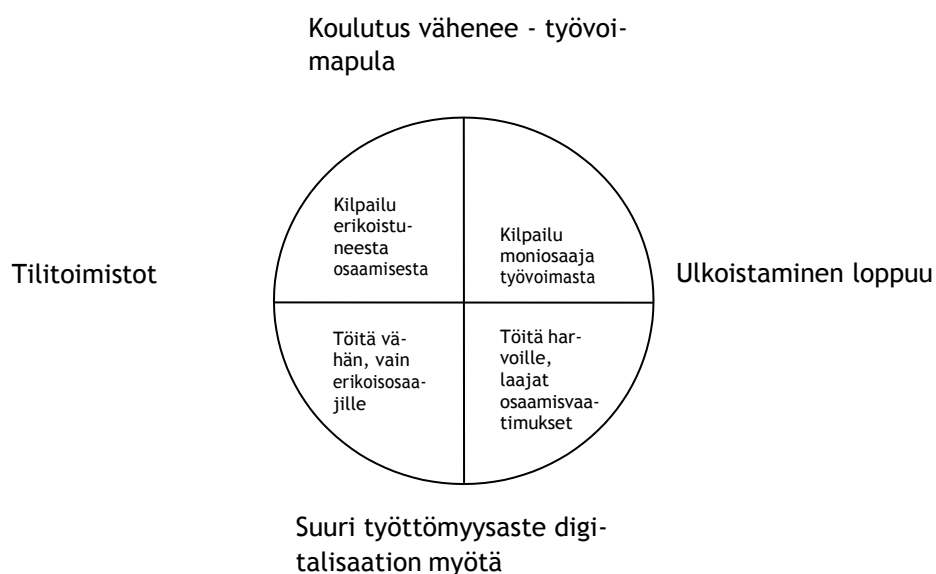 Koulutus vähenee - työvoi-
mapula
Kilpailu
erikoistu-
neesta
osaamisesta
Kilpailu
moniosaaja
työvoimasta
Tilitoimistot
Ulkoistaminen loppuu
Töitä vä-
hän, vain
erikoisosaa-
jille
Töitä har-
voille,
laajat
osaamisvaa-
timukset
Suuri työttömyysaste digi-
talisaation myötä